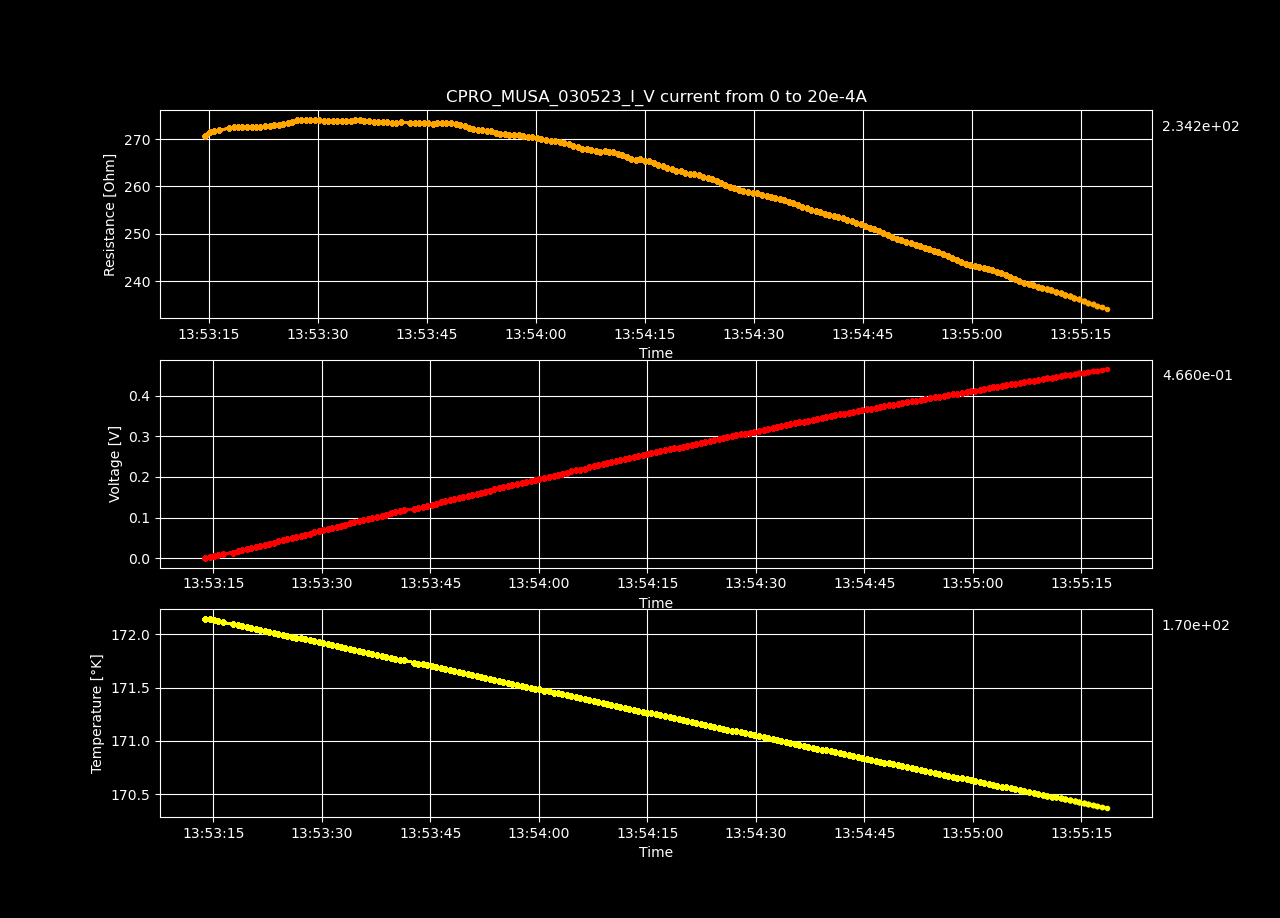 CPRO_MUSA_030523_I_V current from 0 to 20e-4A
2.342e+02
Resistance [Ohm]
270
260
250
240
13:53:15 13:53:30 13:53:45 13:54:00 13:54:15 13:54:30 13:54:45 13:55:00 13:55:15
Time
4.660e-01
Voltage [V]
0.4
0.3
0.2
0.1
0.0
13:53:15 13:53:30 13:53:45 13:54:00 13:54:15 13:54:30 13:54:45 13:55:00 13:55:15
Time
1.70e+02
Temperature [°K]
172.0
171.5
171.0
170.5
13:53:15 13:53:30 13:53:45 13:54:00 13:54:15 13:54:30 13:54:45 13:55:00 13:55:15
Time